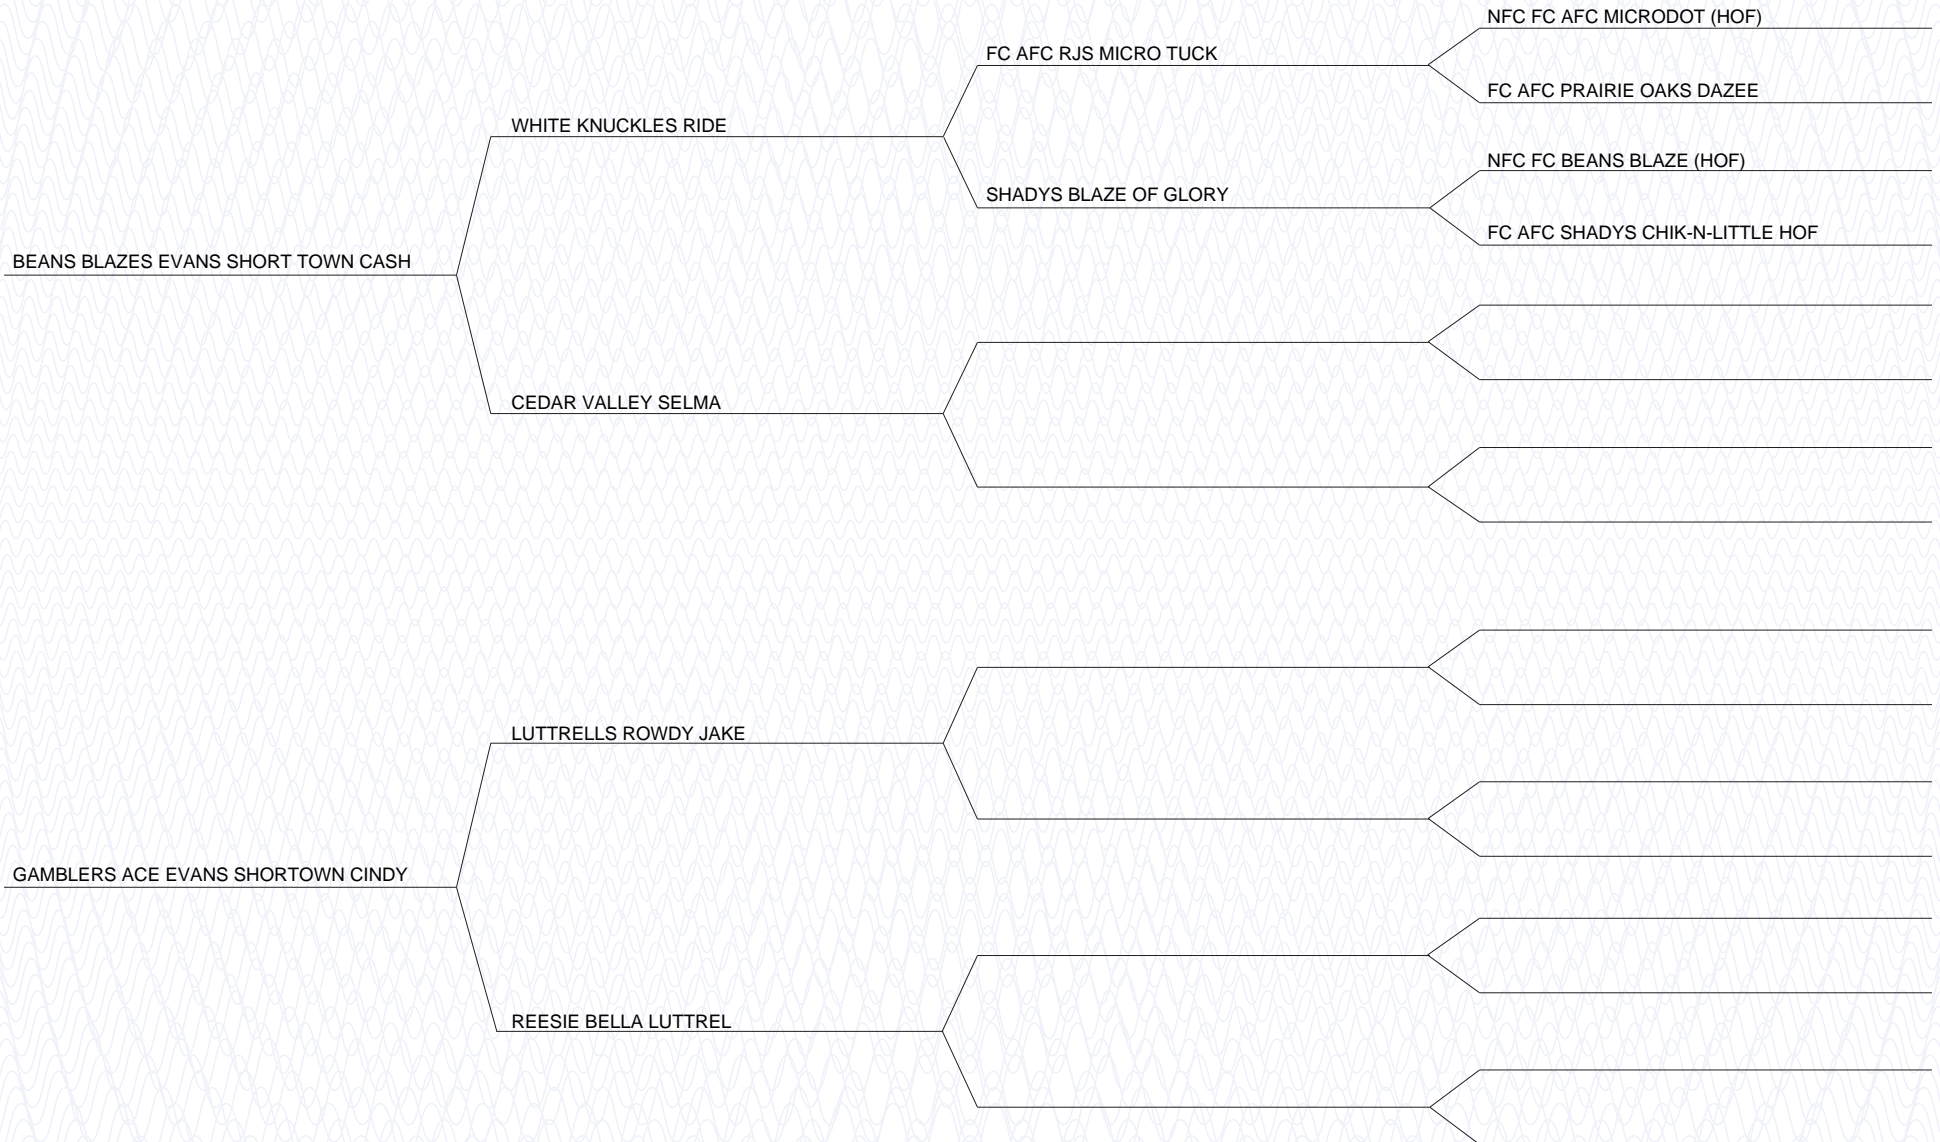 NFC FC AFC MICRODOT (HOF)
FC AFC RJS MICRO TUCK
FC AFC PRAIRIE OAKS DAZEE
WHITE KNUCKLES RIDE
NFC FC BEANS BLAZE (HOF)
SHADYS BLAZE OF GLORY
FC AFC SHADYS CHIK-N-LITTLE HOF
BEANS BLAZES EVANS SHORT TOWN CASH
CEDAR VALLEY SELMA
LUTTRELLS ROWDY JAKE
GAMBLERS ACE EVANS SHORTOWN CINDY
REESIE BELLA LUTTREL